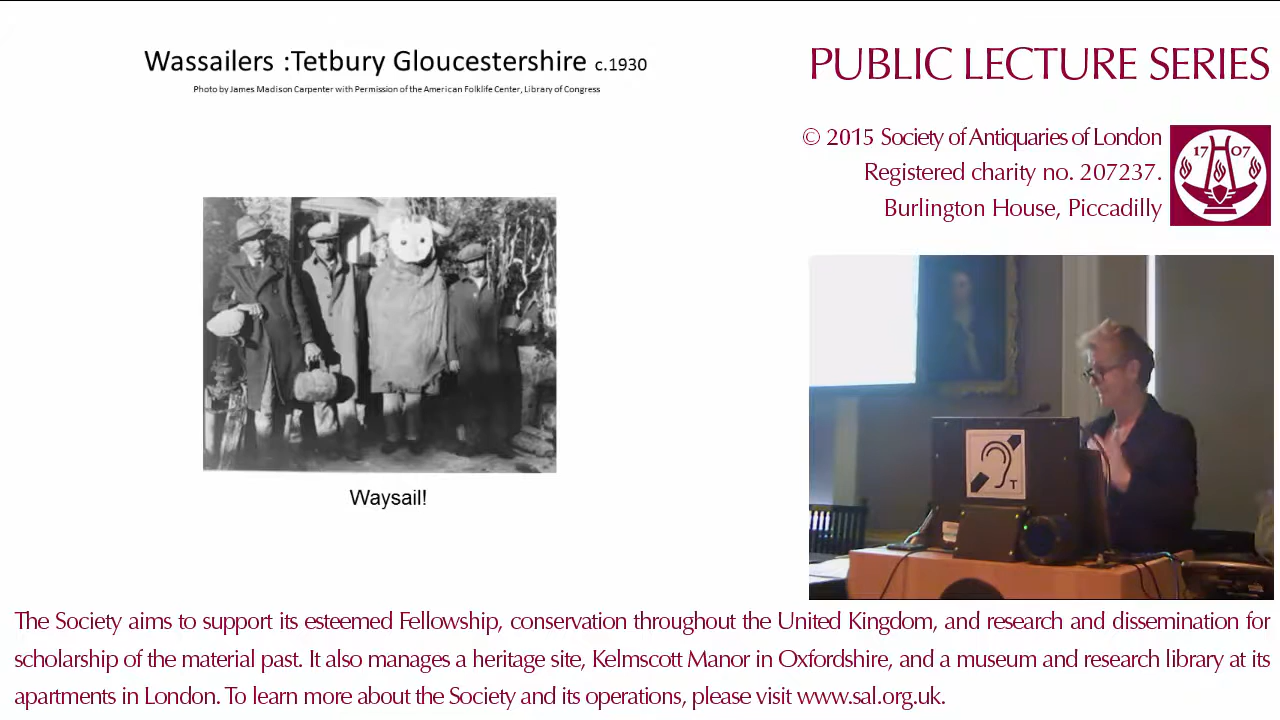 Wassailers :Tetbury Gloucestershire c.1930
Photo by James Madison Carpenter with Permission of the American Folklife Center, Library of Congress
Waysail!
PUBLIC LECTURE SERIES
© 2015 Society of Antiquaries of London
Registered charity no. 207237.
Burlington House, Piccadilly
17 07
T
The Society aims to support its esteemed Fellowship, conservation throughout the United Kingdom, and research and dissemination for
scholarship of the material past. It also manages a heritage site, Kelmscott Manor in Oxfordshire, and a museum and research library at its
apartments in London. To learn more about the Society and its operations, please visit www.sal.org.uk.